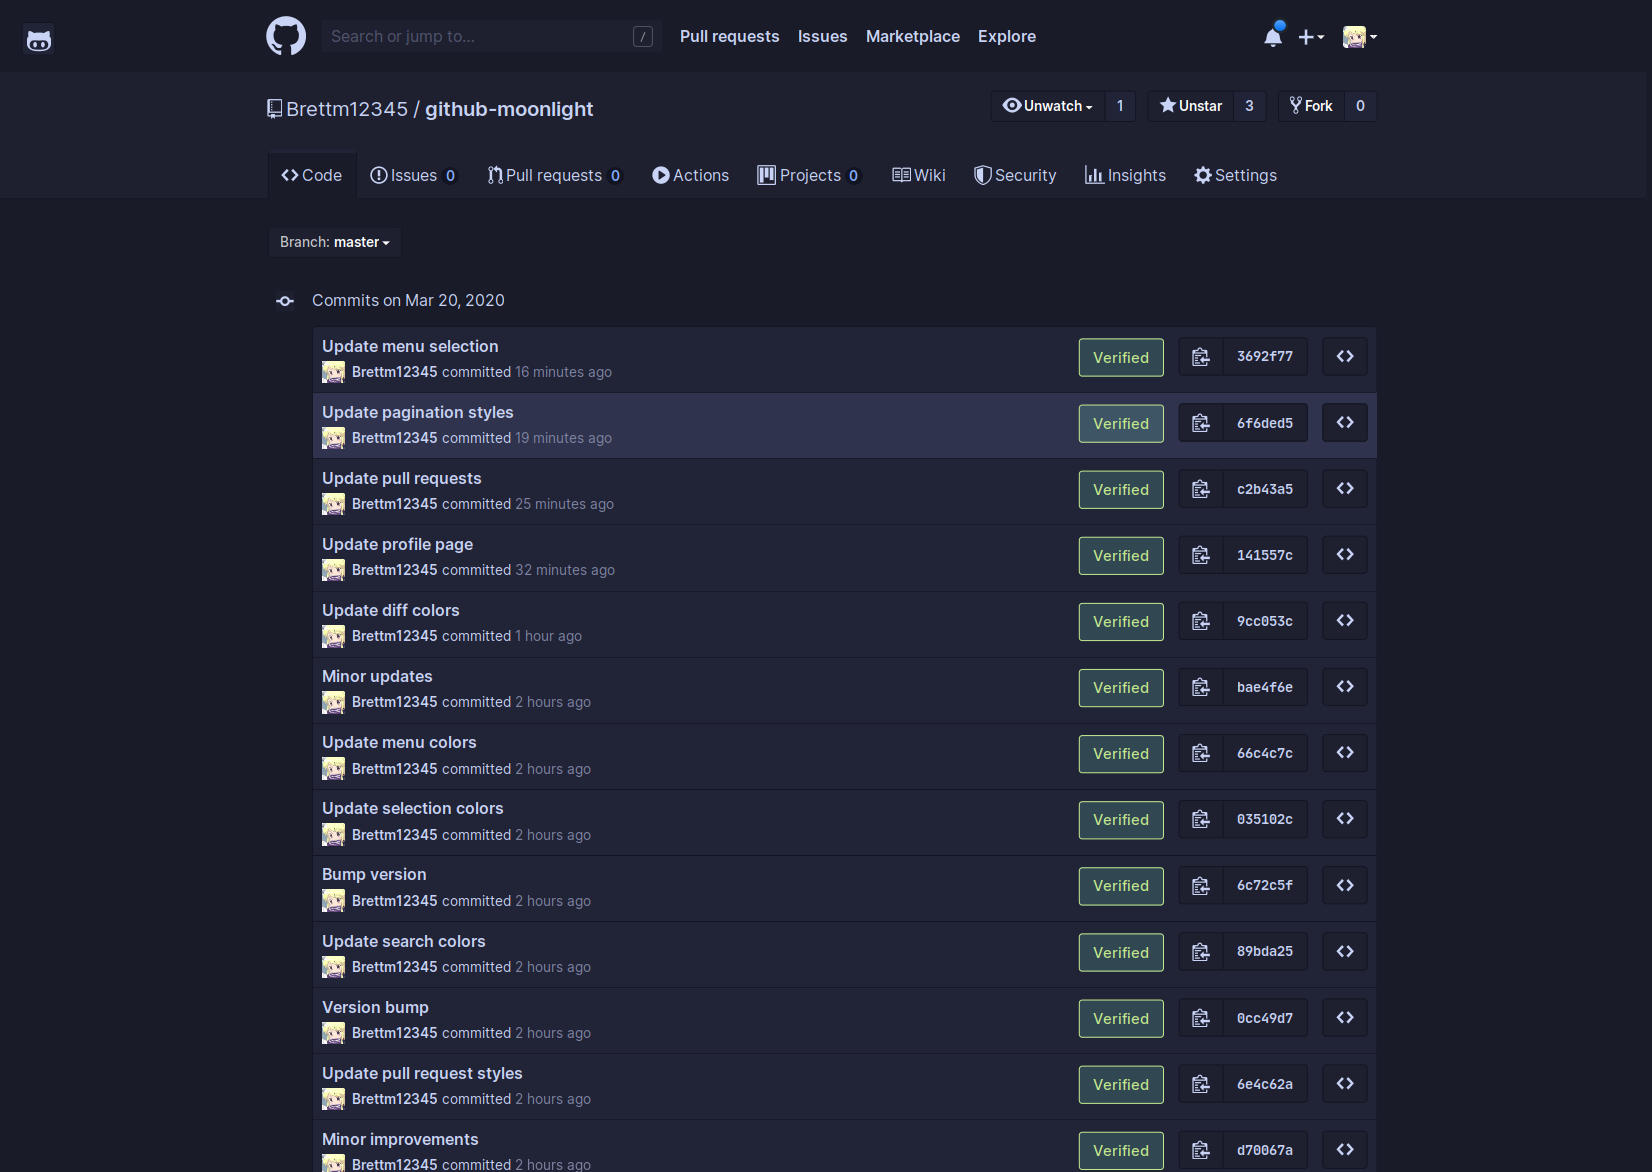 Search or jump to... / Pull requests Issues Marketplace Explore
Brettm12345 / github-moonlight Unwatch 1 Unstar 3 Fork 0
Code Issues 0 Pull requests 0 Actions Projects 0 Wiki Security Insights Settings
Branch: master
Commits on Mar 20, 2020
Update menu selection
Brettm12345 committed 16 minutes ago
Verified 3692f77
Update pagination styles
Brettm12345 committed 19 minutes ago
Verified 6f6ded5
Update pull requests
Brettm12345 committed 25 minutes ago
Verified c2b43a5
Update profile page
Brettm12345 committed 32 minutes ago
Verified 141557c
Update diff colors
Brettm12345 committed 1 hour ago
Verified 9cc053c
Minor updates
Brettm12345 committed 2 hours ago
Verified bae4f6e
Update menu colors
Brettm12345 committed 2 hours ago
Verified 66c4c7c
Update selection colors
Brettm12345 committed 2 hours ago
Verified 035102c
Bump version
Brettm12345 committed 2 hours ago
Verified 6c72c5f
Update search colors
Brettm12345 committed 2 hours ago
Verified 89bda25
Version bump
Brettm12345 committed 2 hours ago
Verified 0cc49d7
Update pull request styles
Brettm12345 committed 2 hours ago
Verified 6e4c62a
Minor improvements
Brettm12345 committed 2 hours ago
Verified d70067a